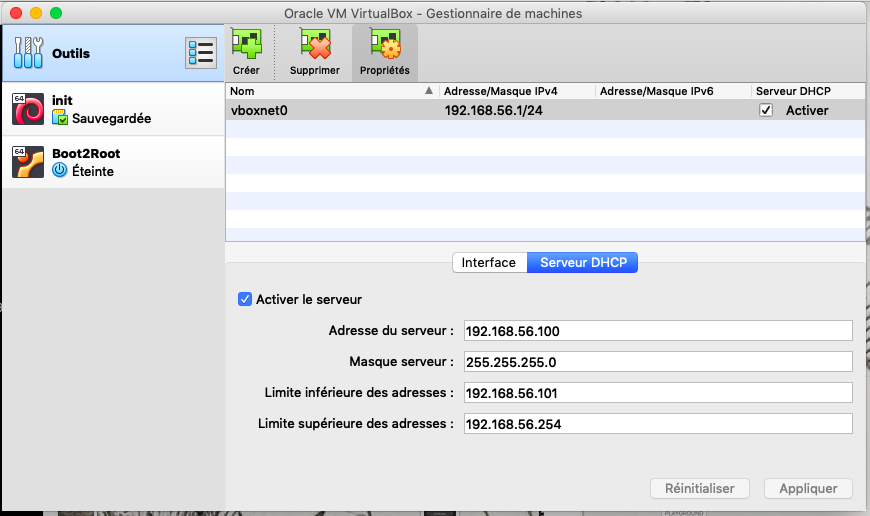 Oracle VM VirtualBox - Gestionnaire de machines
Outils
Créer
Supprimer
Propriétés
64
init
Sauvegardée
64
Boot2Root
Éteinte
Nom Adresse/Masque IPv4 Adresse/Masque IPv6 Serveur DHCP
vboxnet0 192.168.56.1/24 Activer
Interface Serveur DHCP
Activer le serveur
Adresse du serveur : 192.168.56.100
Masque serveur : 255.255.255.0
Limite inférieure des adresses : 192.168.56.101
Limite supérieure des adresses : 192.168.56.254
Réinitialiser Appliquer